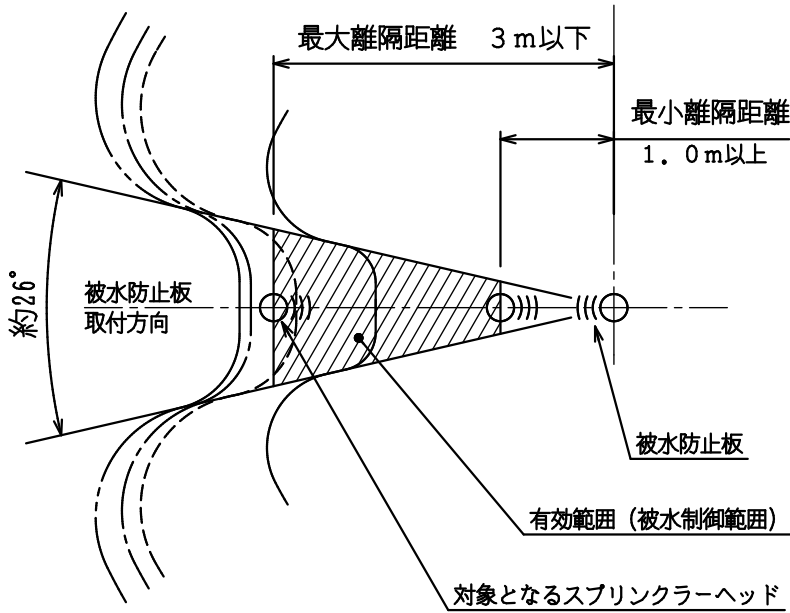 最大離隔距離　３ｍ以下
最小離隔距離
１．０ｍ以上
約26°
被水防止板
取付方向
被水防止板
有効範囲（被水制御範囲）
対象となるスプリンクラーヘッド